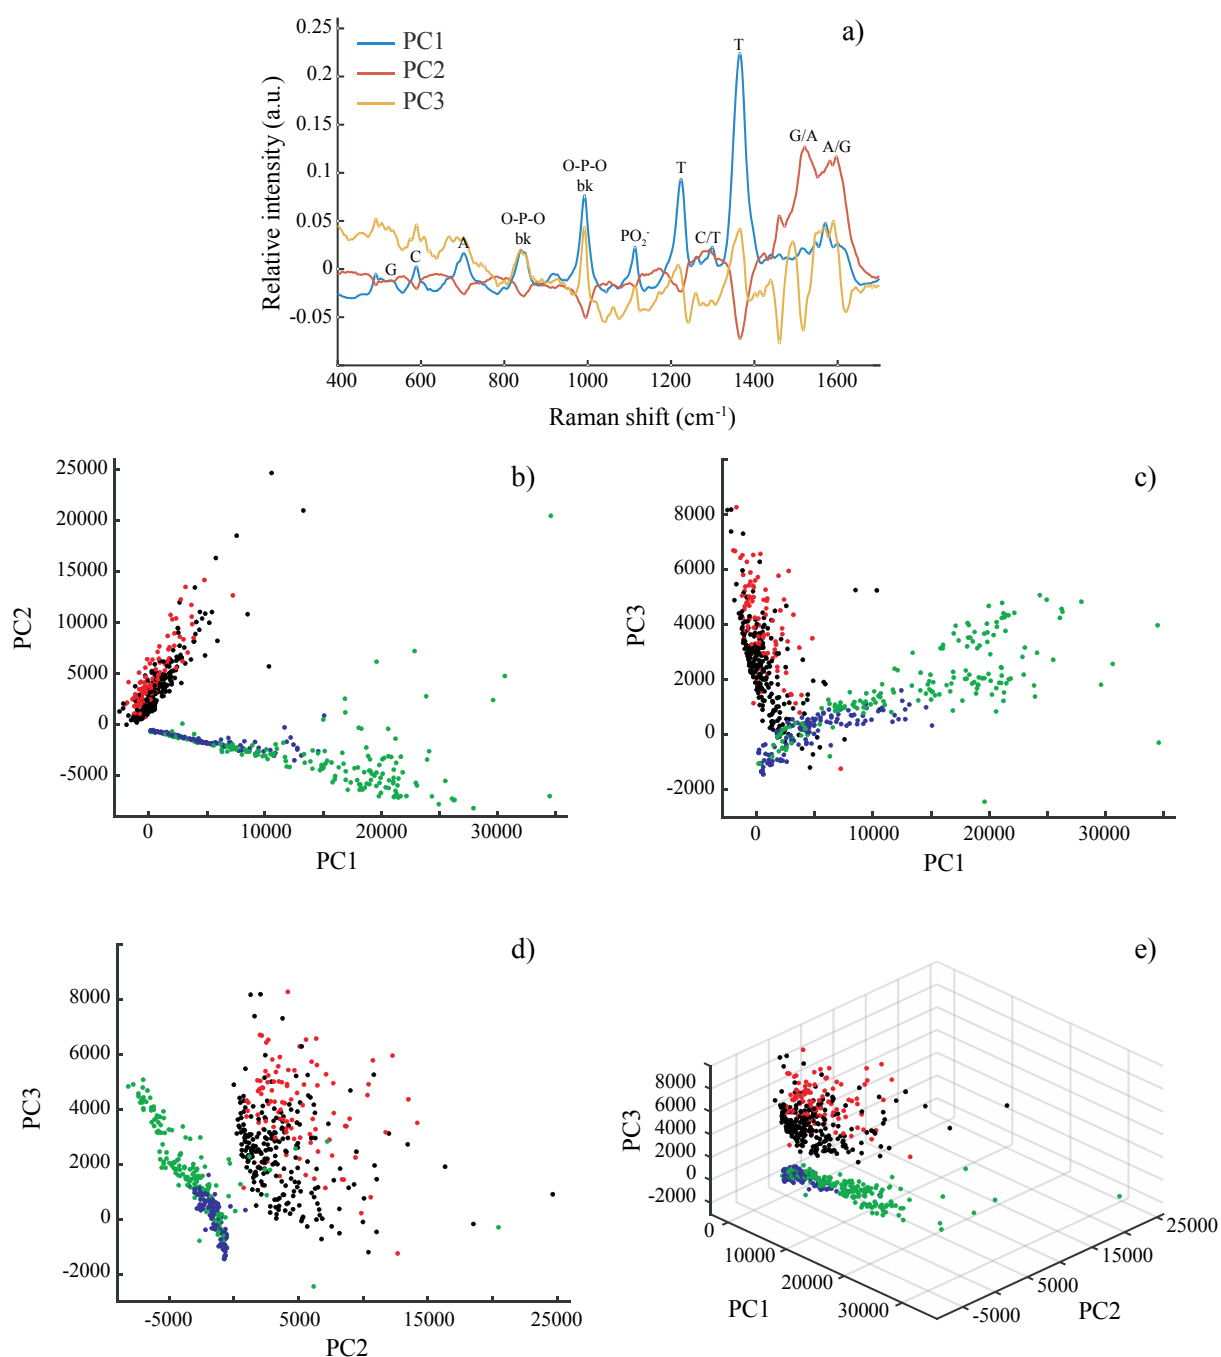 a)
PC1
PC2
PC3
0.25
0.2
0.15
0.1
0.05
0
-0.05
Relative intensity (a.u.)
G
C
A
O-P-O
bk
O-P-O
bk
PO₂⁻
T
C/T
T
G/A
A/G
400 600 800 1000 1200 1400 1600
Raman shift (cm⁻¹)
b)
25000
20000
15000
10000
5000
0
-5000
PC2
0 10000 20000 30000
PC1
c)
8000
6000
4000
2000
0
-2000
PC3
0 10000 20000 30000
PC1
d)
8000
6000
4000
2000
0
-2000
PC3
-5000 5000 15000 25000
PC2
e)
8000
6000
4000
2000
0
-2000
PC3
0
10000
20000
30000
PC1
-5000
5000
15000
25000
PC2